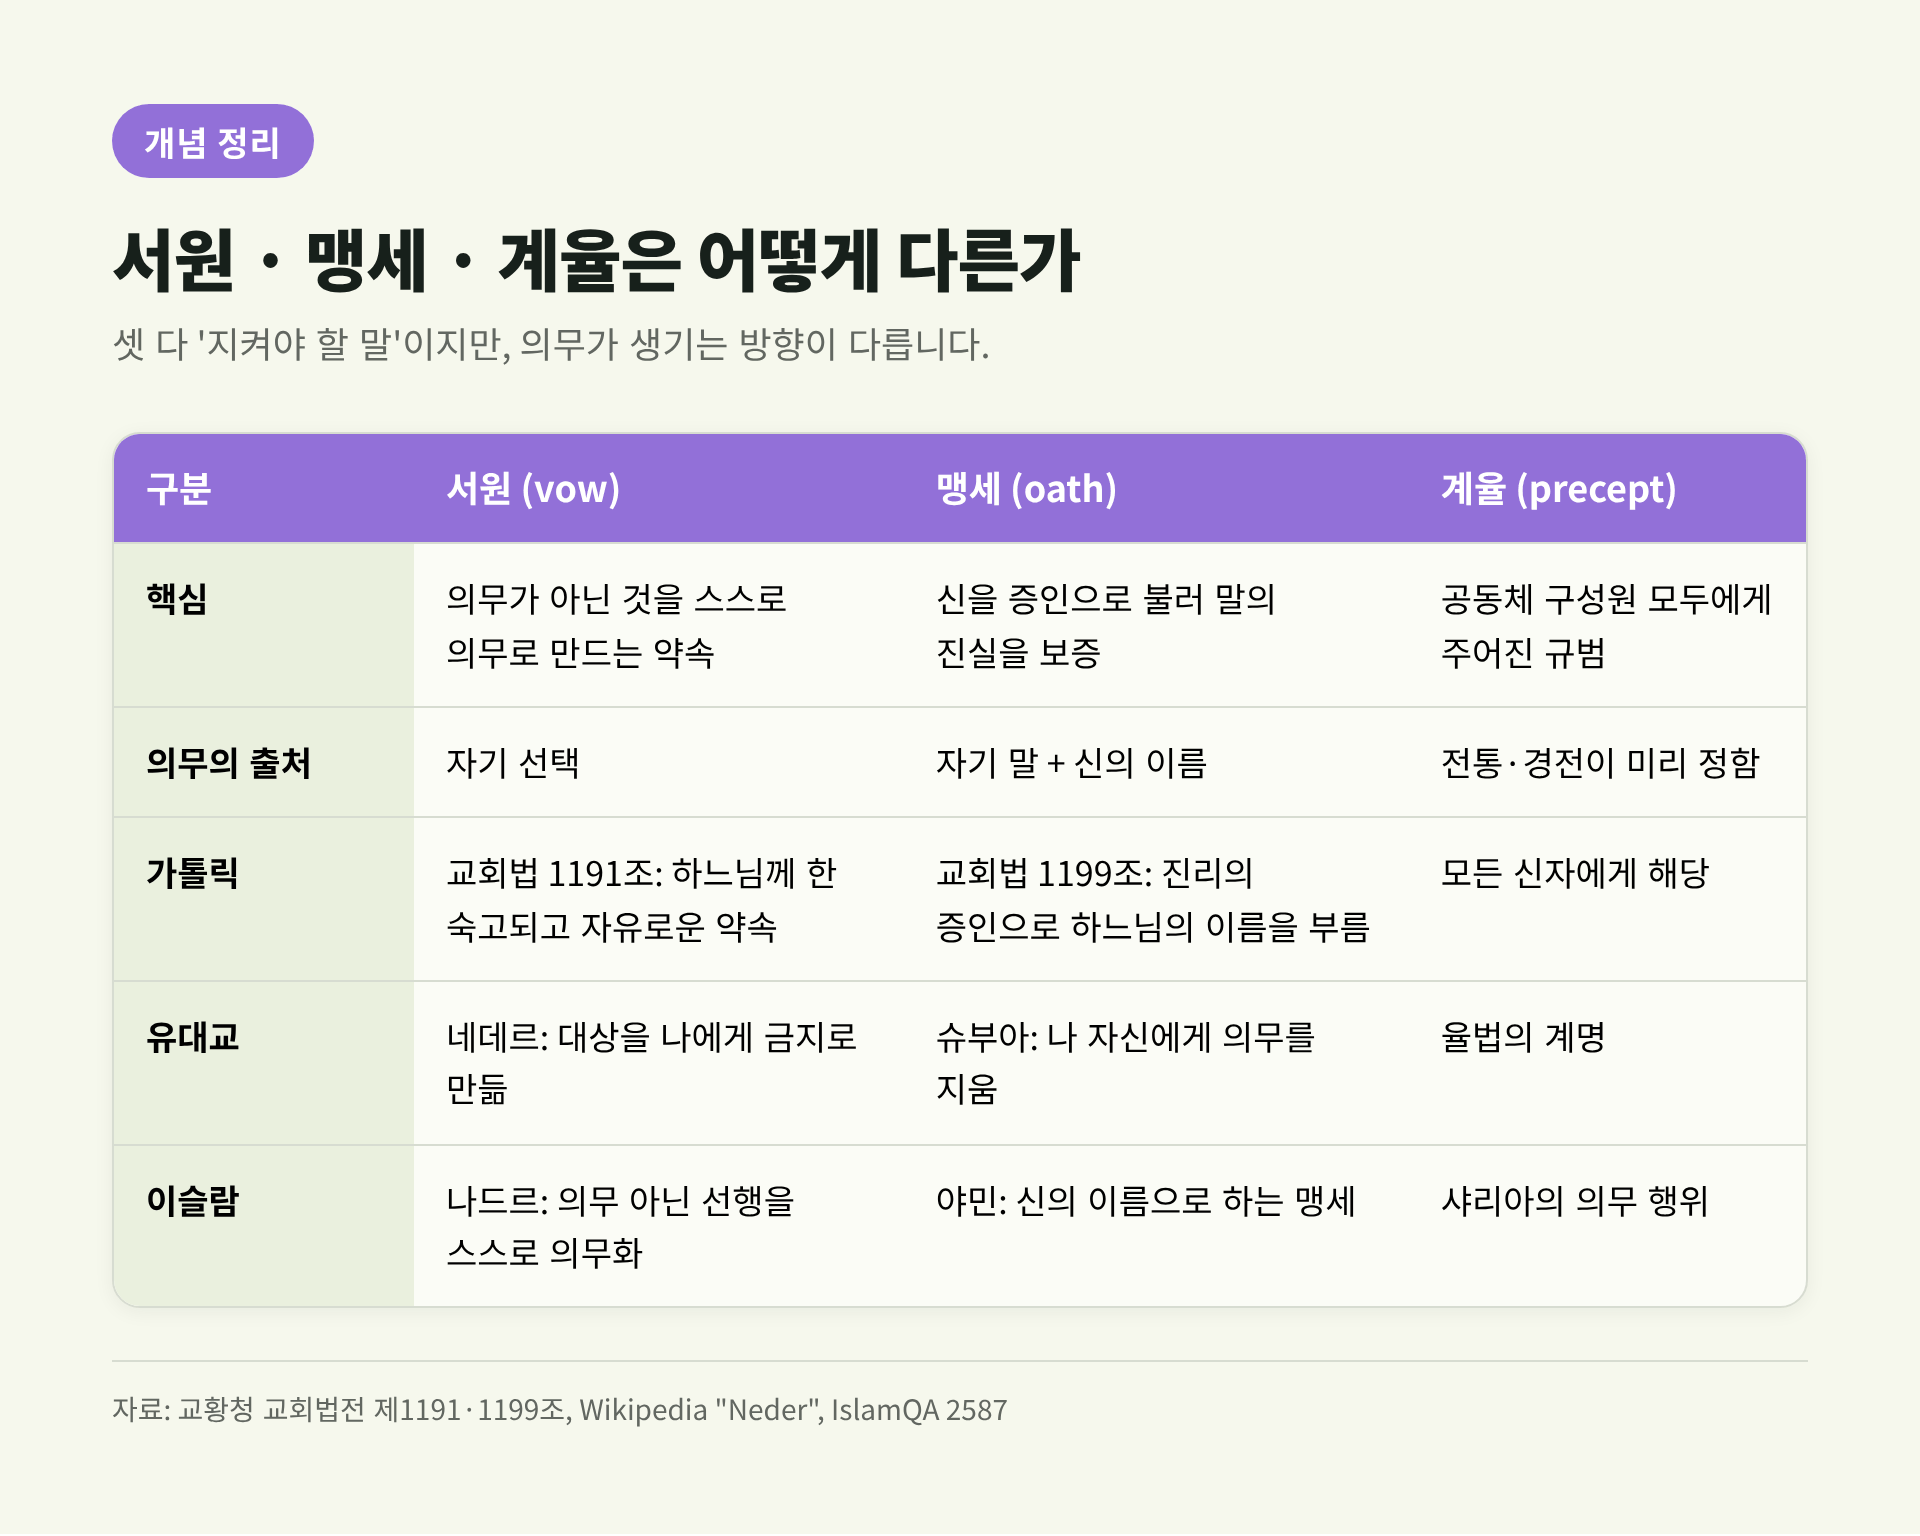 개념 정리
서원 · 맹세 · 계율은 어떻게 다른가
셋 다 '지켜야 할 말'이지만, 의무가 생기는 방향이 다릅니다.
구분
서원 (vow)
맹세 (oath)
계율 (precept)
핵심
의무가 아닌 것을 스스로
의무로 만드는 약속
신을 증인으로 불러 말의
진실을 보증
공동체 구성원 모두에게
주어진 규범
의무의 출처
자기 선택
자기 말 + 신의 이름
전통·경전이 미리 정함
가톨릭
교회법 1191조: 하느님께 한
숙고되고 자유로운 약속
교회법 1199조: 진리의
증인으로 하느님의 이름을 부름
모든 신자에게 해당
유대교
네데르: 대상을 나에게 금지로
만듦
슈부아: 나 자신에게 의무를
지움
율법의 계명
이슬람
나드르: 의무 아닌 선행을
스스로 의무화
야민: 신의 이름으로 하는 맹세
샤리아의 의무 행위
자료: 교황청 교회법전 제1191·1199조, Wikipedia "Neder", IslamQA 2587